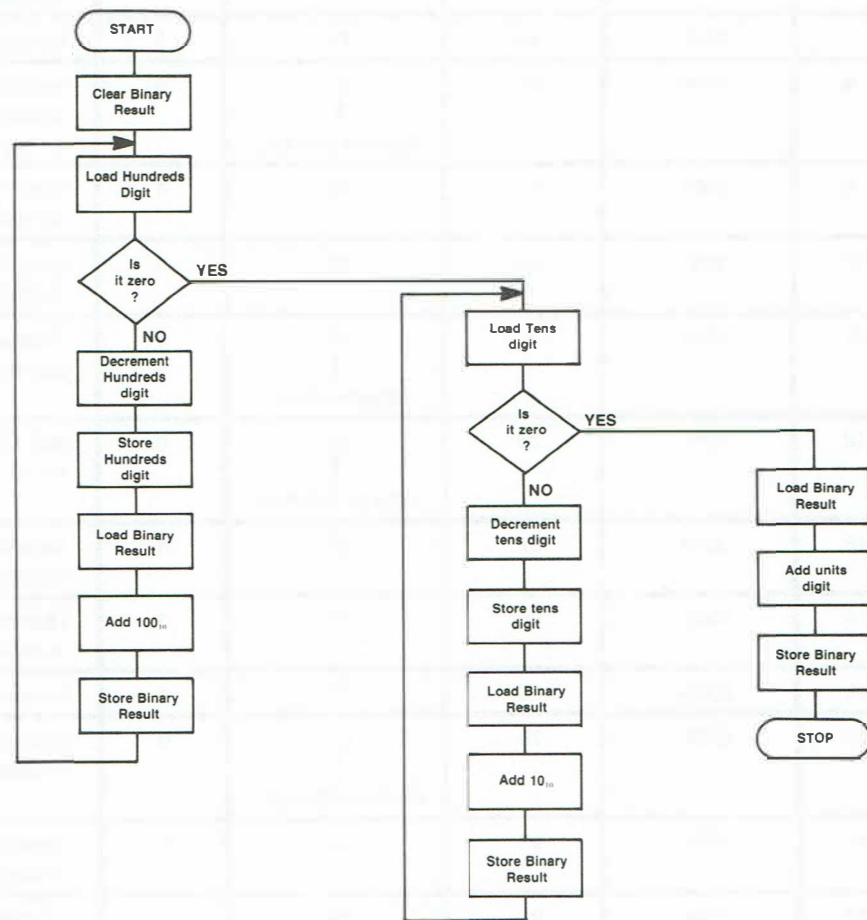 START
Clear Binary
Result
Load Hundreds
Digit
Is
it zero
?
YES
NO
Decrement
Hundreds
digit
Store
Hundreds
digit
Load Binary
Result
Add 100₁₀
Store Binary
Result
Load Tens
digit
Is
it zero
?
YES
NO
Decrement
tens digit
Store tens
digit
Load Binary
Result
Add 10₁₀
Store Binary
Result
Load Binary
Result
Add units
digit
Store Binary
Result
STOP